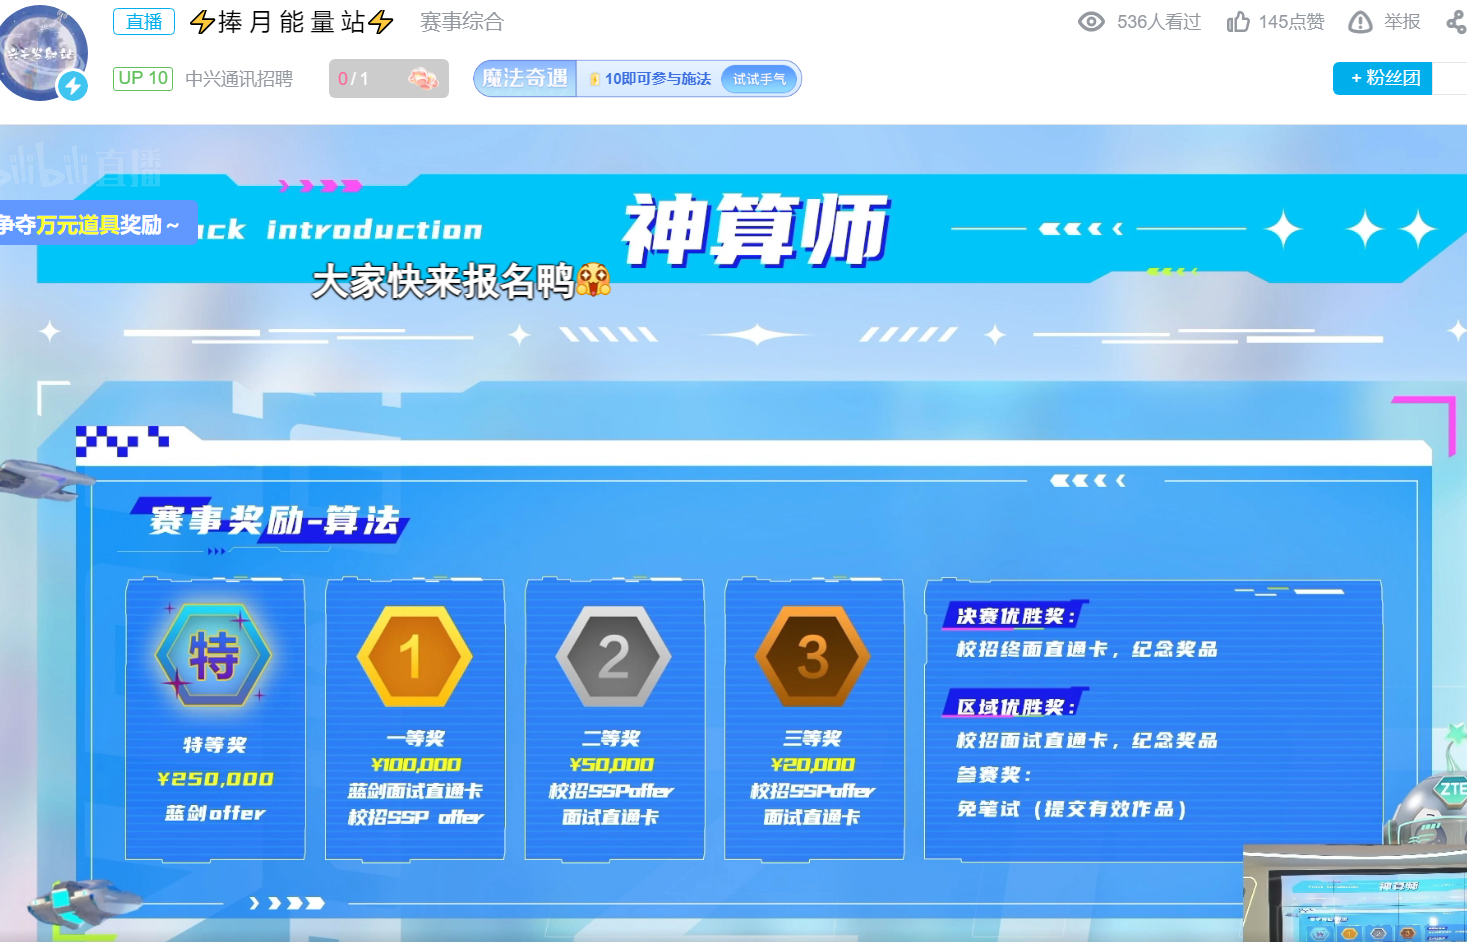 直播
⚡捧 月 能 量 站⚡
赛事综合
536人看过
145点赞
举报
UP 10
中兴通讯招聘
0 / 1
魔法奇遇
10即可参与施法
试试手气
+ 粉丝团
bilibili 直播
争夺万元道具奖励～
ck introduction
神算师
大家快来报名鸭
赛事奖励-算法
特
特等奖
¥250,000
蓝剑offer
1
一等奖
¥100,000
蓝剑面试直通卡
校招SSP offer
2
二等奖
¥50,000
校招SSPoffer
面试直通卡
3
三等奖
¥20,000
校招SSPoffer
面试直通卡
决赛优胜奖：
校招终面直通卡，纪念奖品
区域优胜奖：
校招面试直通卡，纪念奖品
参赛奖：
免笔试（提交有效作品）
ZTE
神算师